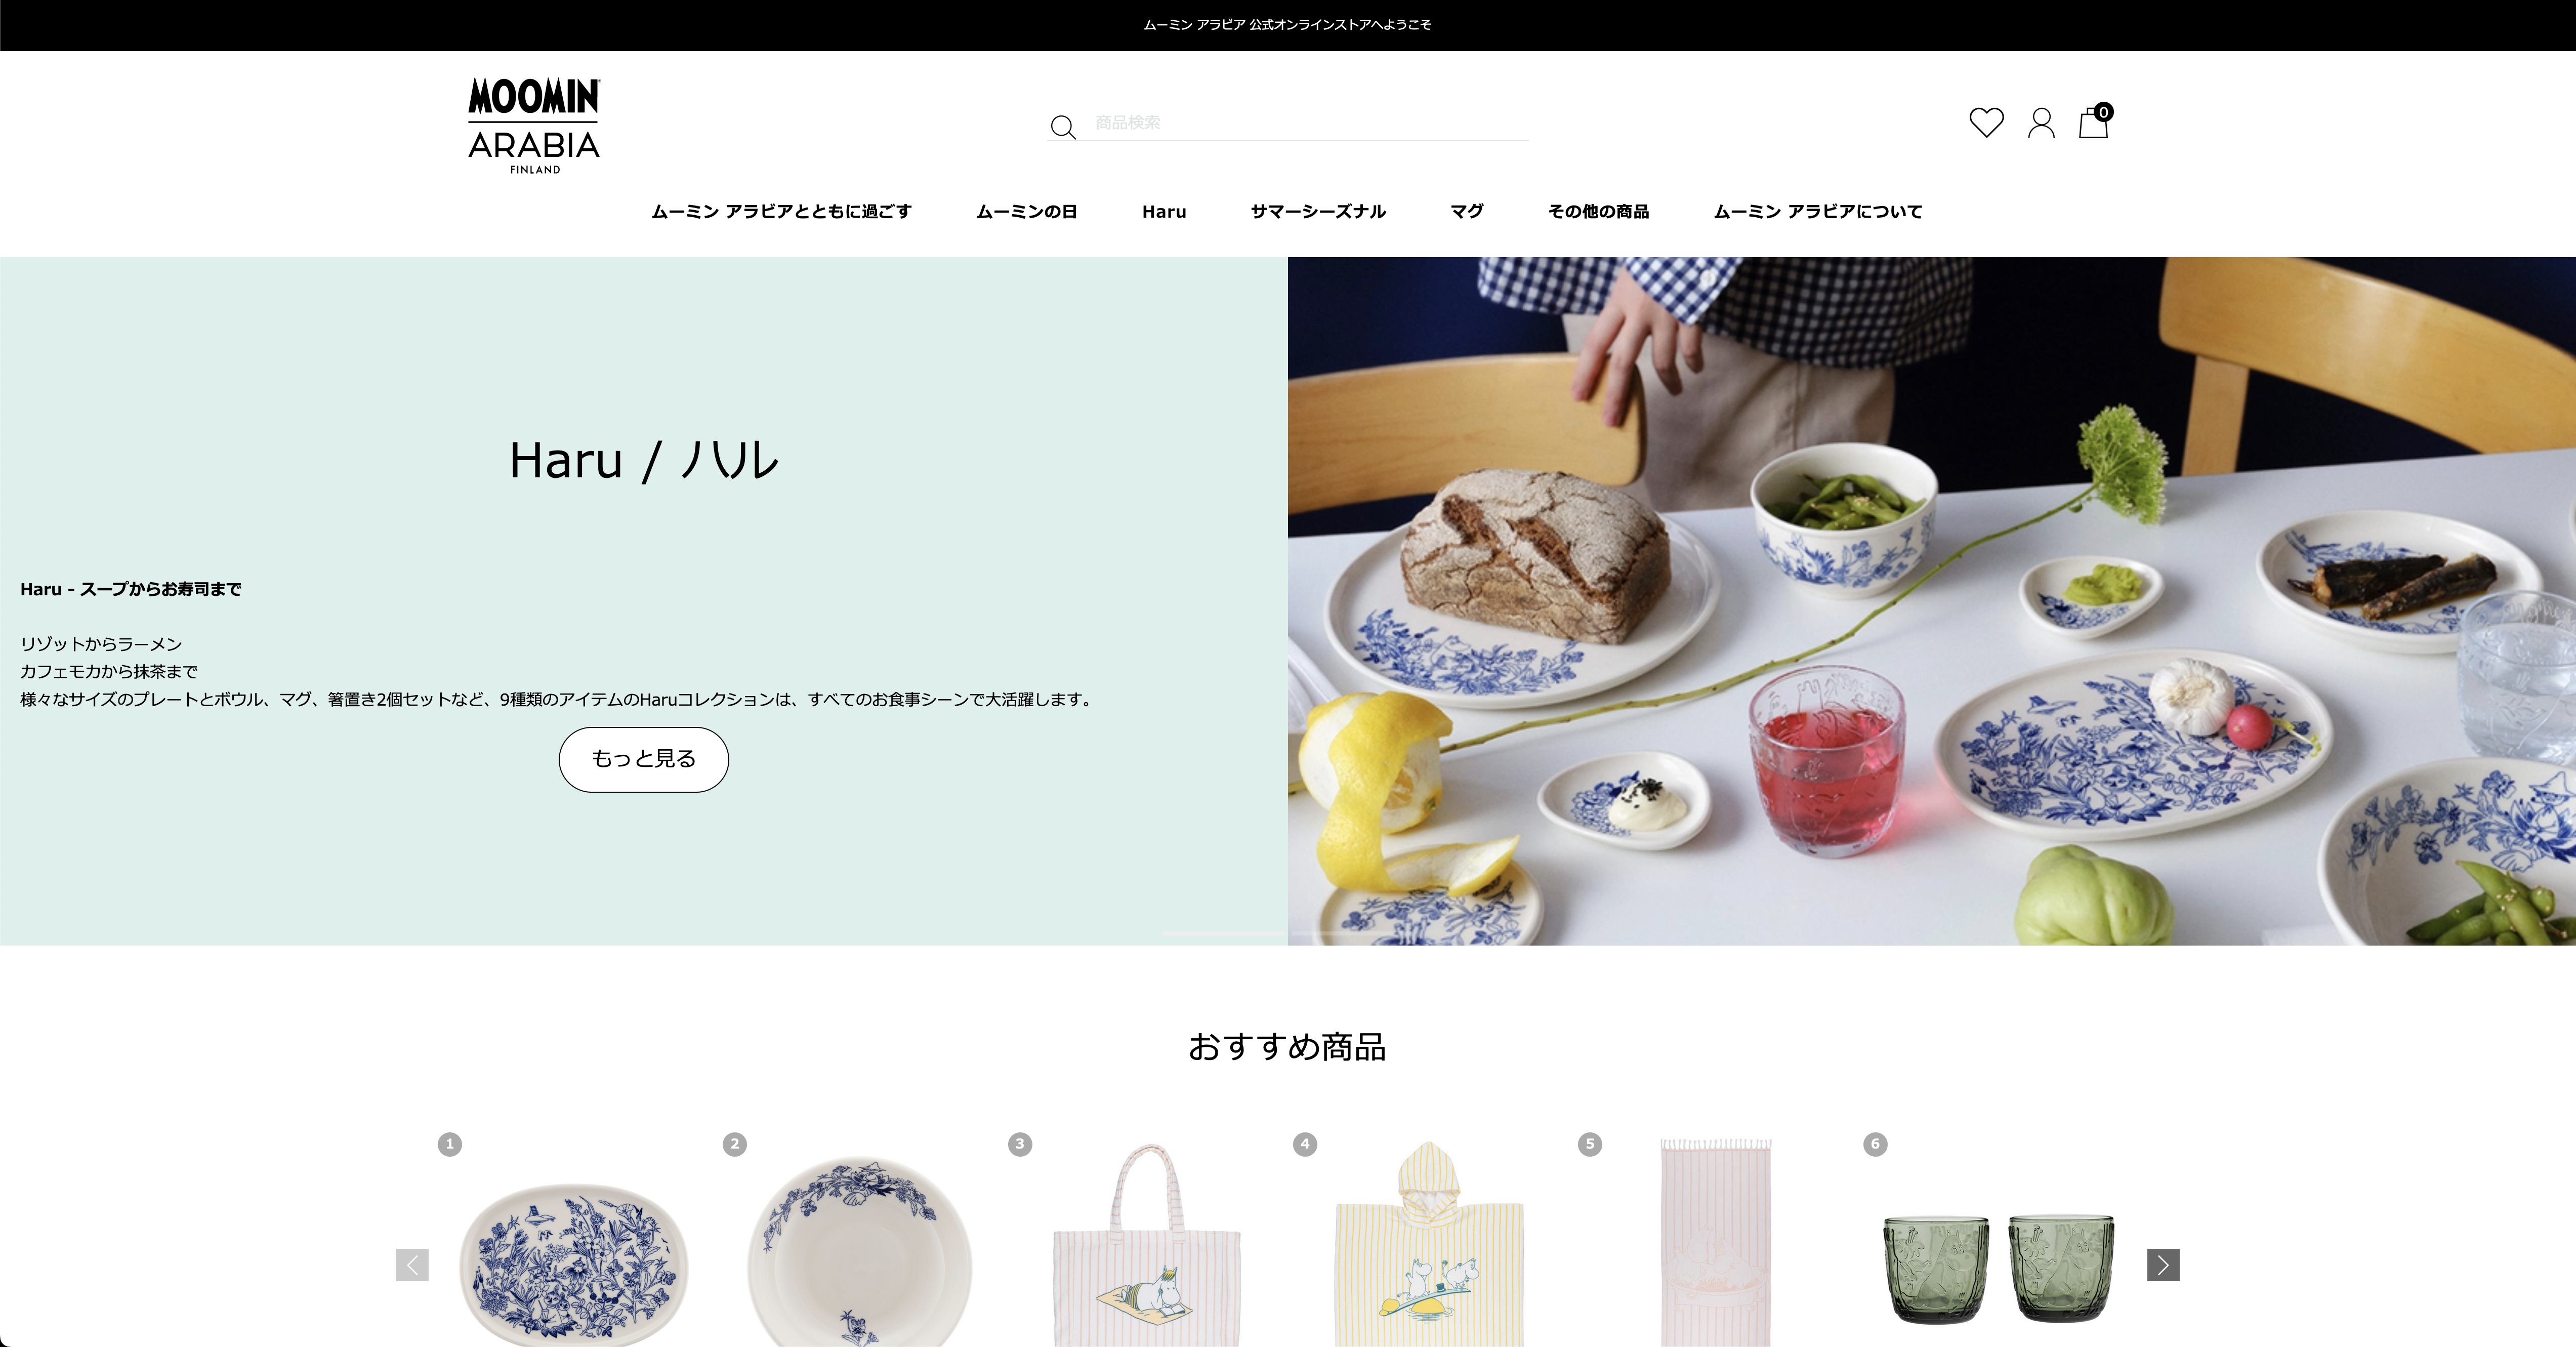 ムーミン アラビア 公式オンラインストアへようこそ
MOOMIN
ARABIA
FINLAND
商品検索
0
ムーミン アラビアとともに過ごす ムーミンの日 Haru サマーシーズナル マグ その他の商品 ムーミン アラビアについて
Haru / ハル
Haru - スープからお寿司まで
リゾットからラーメン
カフェモカから抹茶まで
様々なサイズのプレートとボウル、マグ、箸置き2個セットなど、9種類のアイテムのHaruコレクションは、すべてのお食事シーンで大活躍します。
もっと見る
おすすめ商品
1 2 3 4 5 6